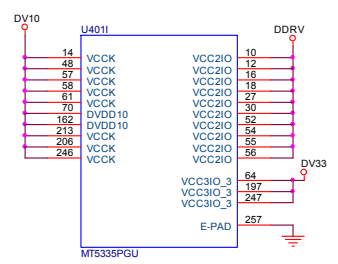 DV10
U401I
DDRV
14 VCCK VCC2IO 10
48 VCCK VCC2IO 12
57 VCCK VCC2IO 16
58 VCCK VCC2IO 18
61 VCCK VCC2IO 27
70 DVDD10 VCC2IO 30
162 DVDD10 VCC2IO 52
213 VCCK VCC2IO 54
206 VCCK VCC2IO 55
246 VCCK VCC2IO 56
DV33
VCC3IO_3 64
VCC3IO_3 197
VCC3IO_3 247
E-PAD 257
MT5335PGU